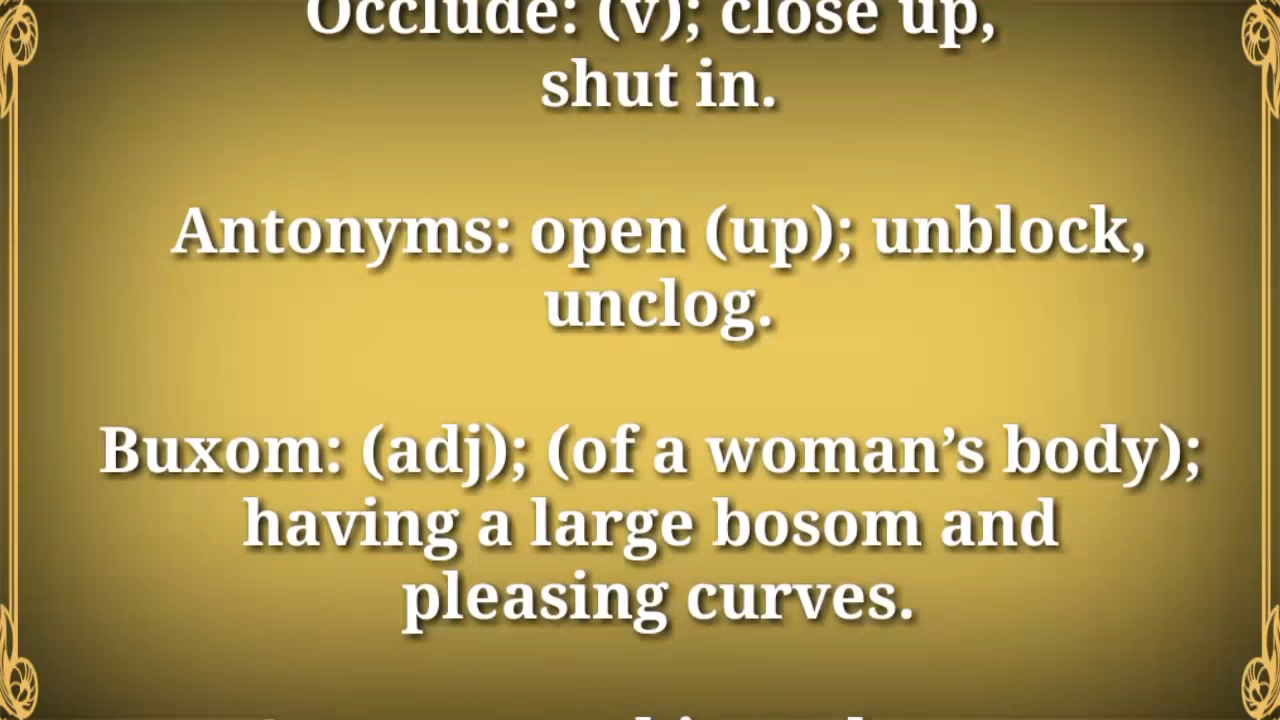 Occlude: (v); close up,
shut in.
Antonyms: open (up); unblock,
unclog.
Buxom: (adj); (of a woman’s body);
having a large bosom and
pleasing curves.